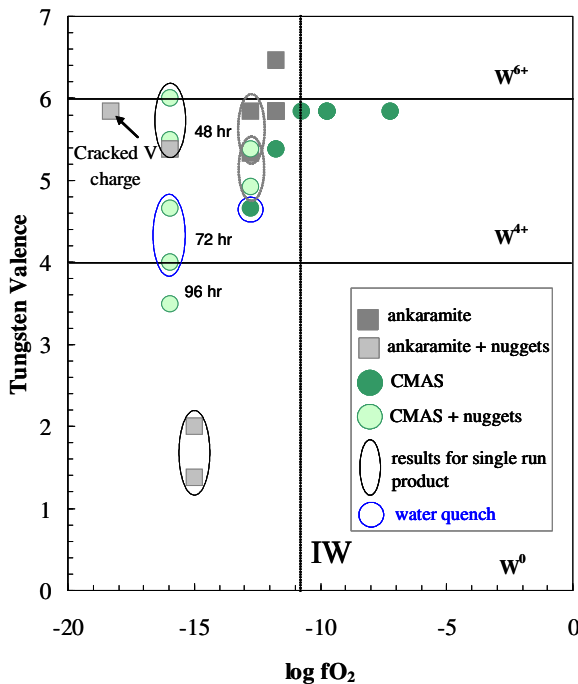 7
6
5
4
3
2
1
0
Tungsten Valence
W6+
48 hr
Cracked V
charge
W4+
72 hr
96 hr
ankaramite
ankaramite + nuggets
CMAS
CMAS + nuggets
results for single run
product
water quench
IW
W0
-20
-15
-10
-5
0
log fO2